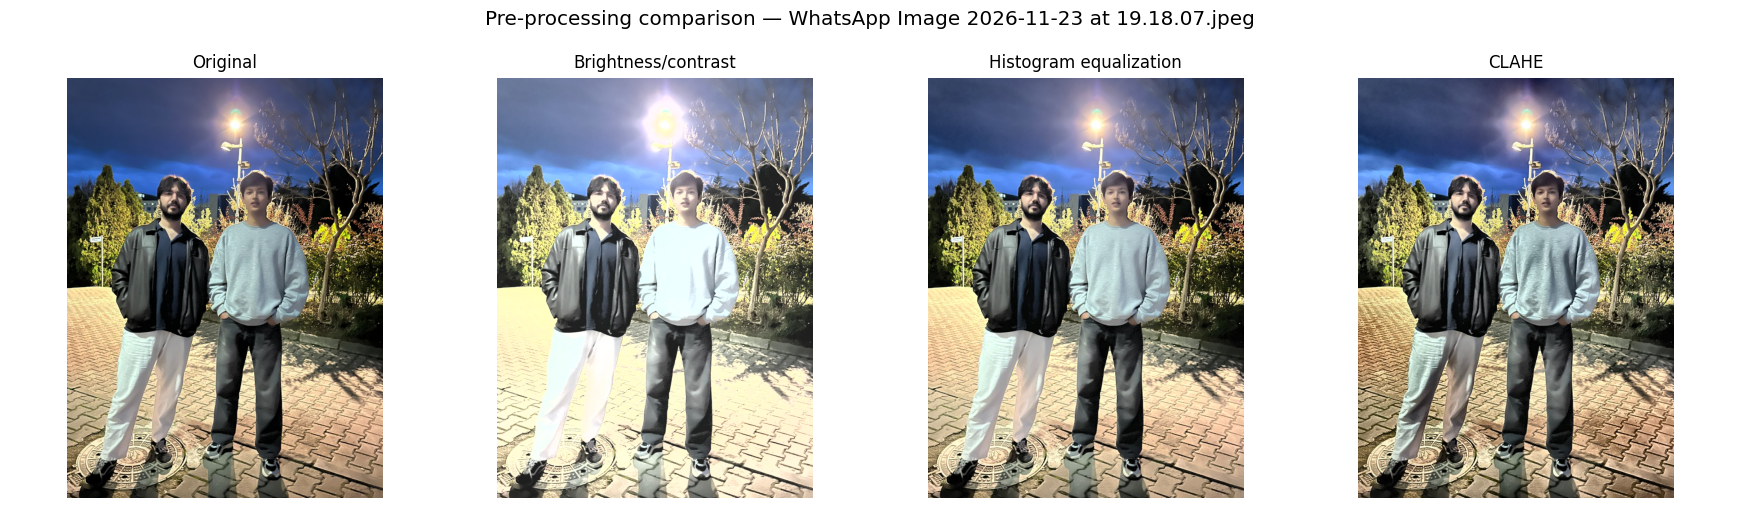 Pre-processing comparison — WhatsApp Image 2026-11-23 at 19.18.07.jpeg
Original
Brightness/contrast
Histogram equalization
CLAHE